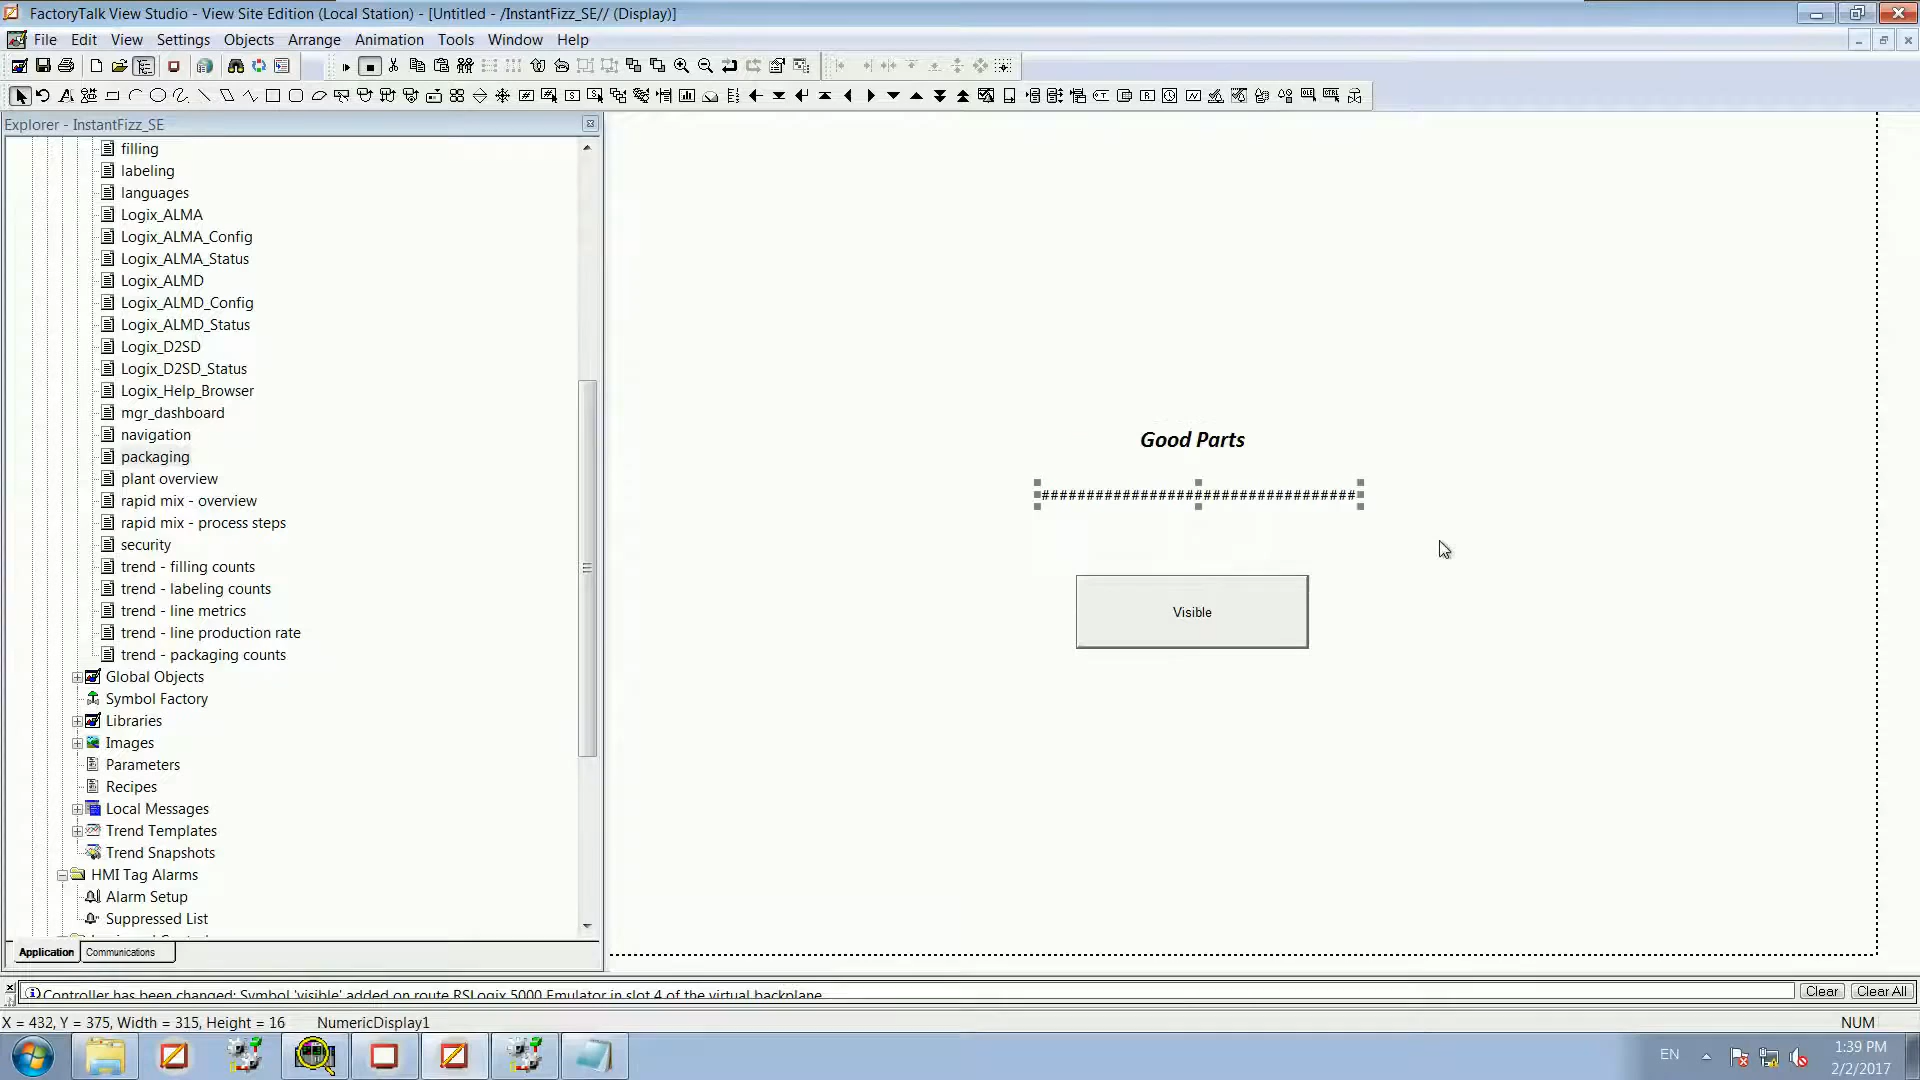 FactoryTalk View Studio - View Site Edition (Local Station) - [Untitled - /InstantFizz_SE// (Display)]
File Edit View Settings Objects Arrange Animation Tools Window Help
Explorer - InstantFizz_SE
filling
labeling
languages
Logix_ALMA
Logix_ALMA_Config
Logix_ALMA_Status
Logix_ALMD
Logix_ALMD_Config
Logix_ALMD_Status
Logix_D2SD
Logix_D2SD_Status
Logix_Help_Browser
mgr_dashboard
navigation
packaging
plant overview
rapid mix - overview
rapid mix - process steps
security
trend - filling counts
trend - labeling counts
trend - line metrics
trend - line production rate
trend - packaging counts
Global Objects
Symbol Factory
Libraries
Images
Parameters
Recipes
Local Messages
Trend Templates
Trend Snapshots
HMI Tag Alarms
Alarm Setup
Suppressed List
Application Communications
Good Parts
###################################
Visible
Controller has been changed: Symbol 'visible' added on route RSLogix 5000 Emulator in slot 4 of the virtual backplane
Clear Clear All
X = 432, Y = 375, Width = 315, Height = 16 NumericDisplay1 NUM
EN
1:39 PM
2/2/2017